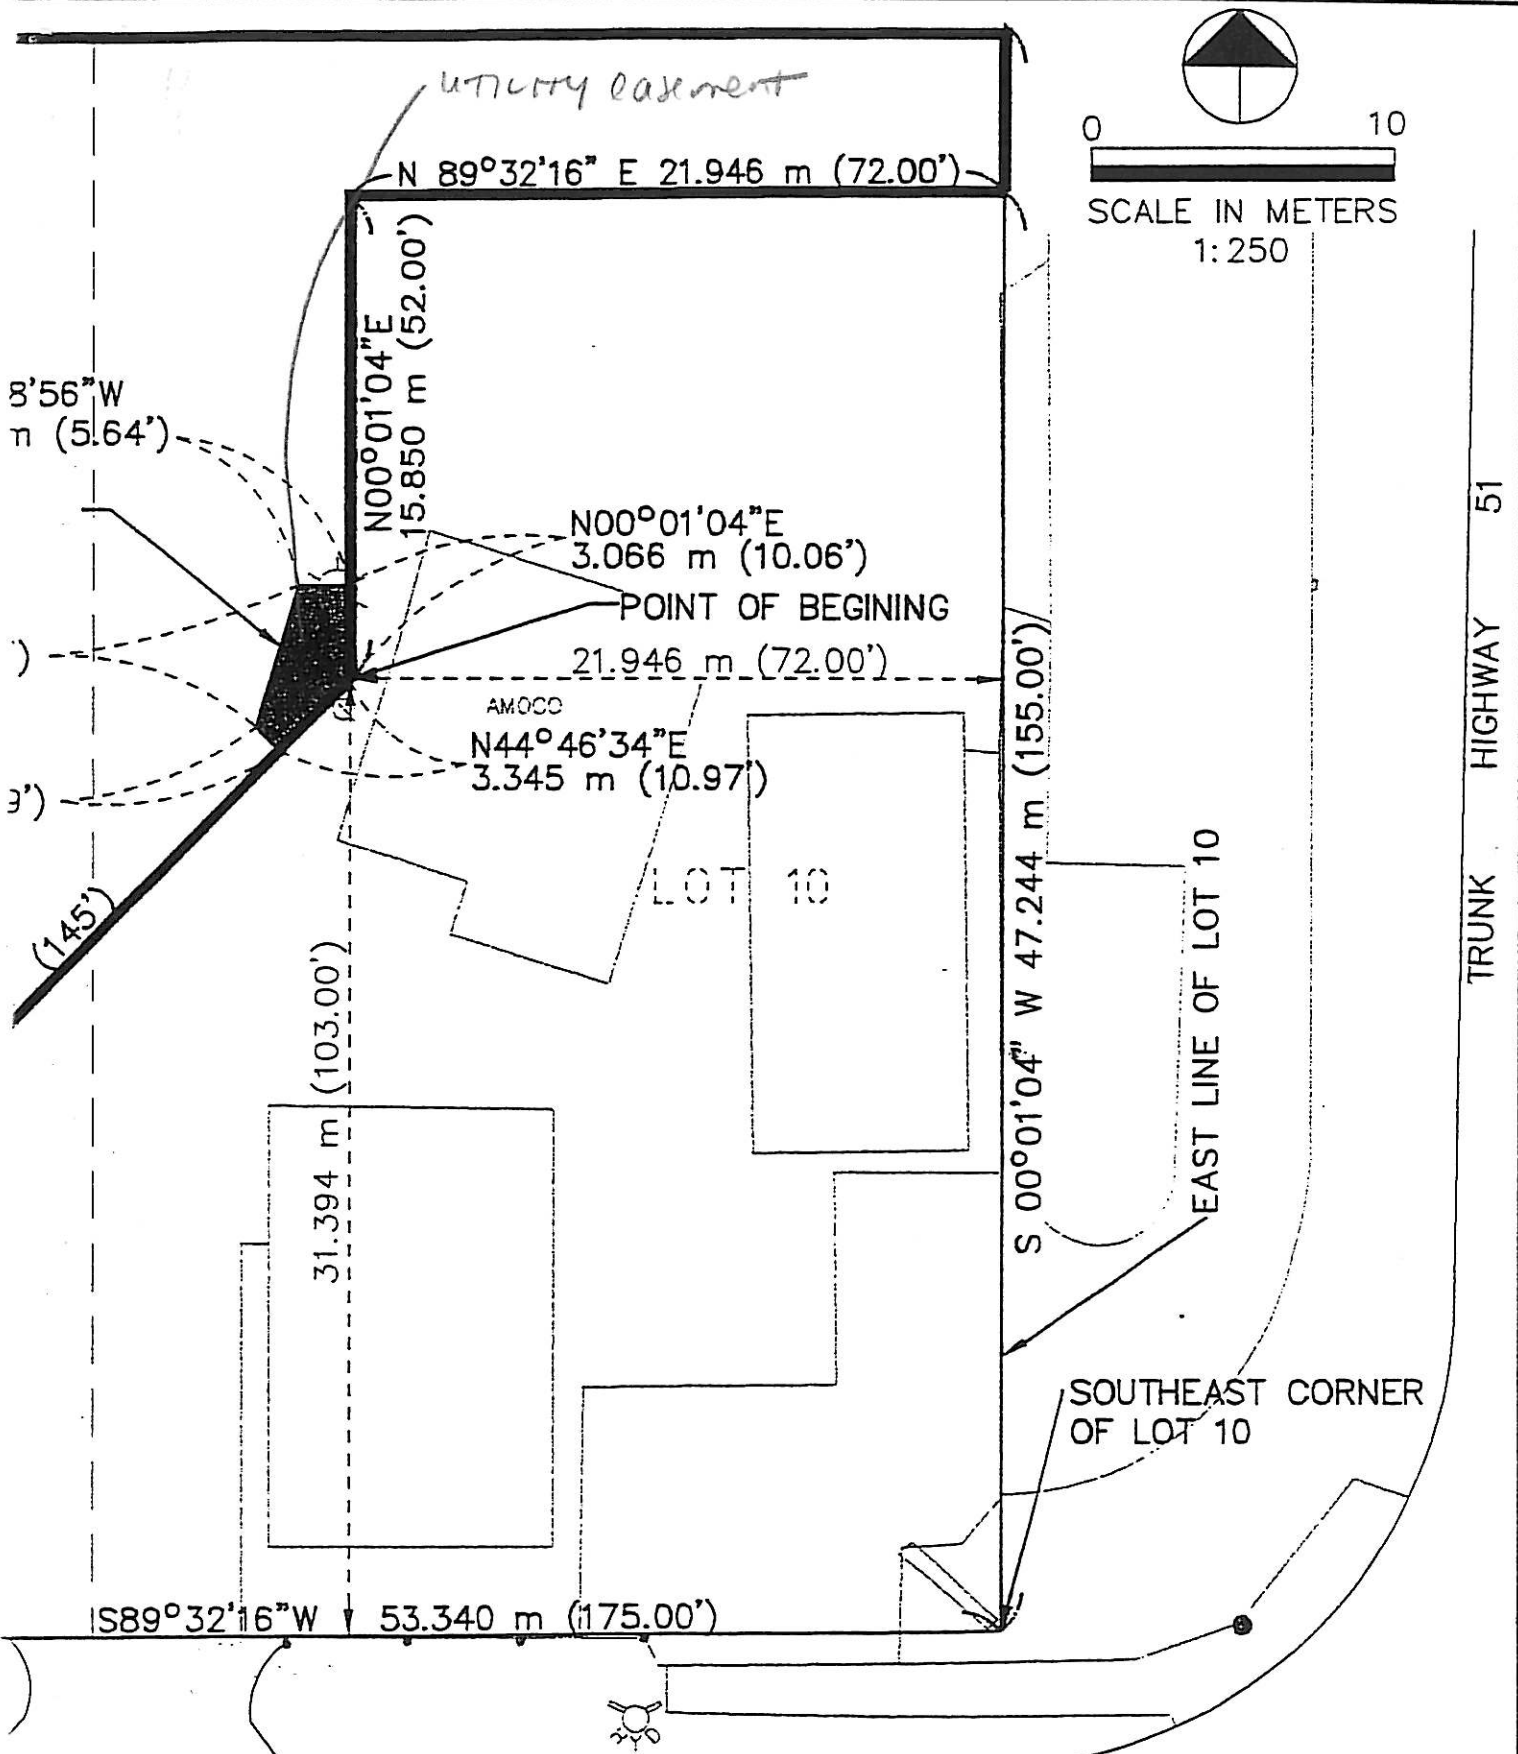 UTILITY easement
N 89°32'16" E 21.946 m (72.00')
0 10
SCALE IN METERS
1:250
N00°01'04"E
15.850 m (52.00')
8'56"W
m (5.64')
N00°01'04"E
3.066 m (10.06')
POINT OF BEGINING
')
21.946 m (72.00')
AMOCO
N44°46'34"E
3.345 m (10.97')
9')
LOT 10
(145')
31.394 m (103.00')
S 00°01'04" W 47.244 m (155.00')
EAST LINE OF LOT 10
TRUNK HIGHWAY 51
SOUTHEAST CORNER
OF LOT 10
S89°32'16"W 53.340 m (175.00')
HYD